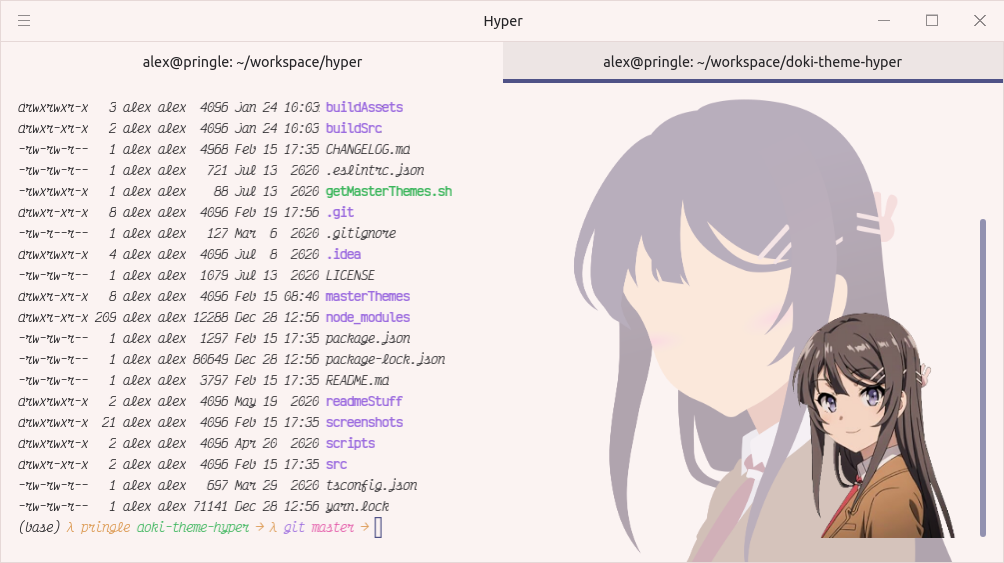 Hyper
alex@pringle: ~/workspace/hyper
alex@pringle: ~/workspace/doki-theme-hyper
drwxrwxr-x 3 alex alex 4096 Jan 24 10:03 buildAssets
drwxr-xr-x 2 alex alex 4096 Jan 24 10:03 buildSrc
-rw-rw-r-- 1 alex alex 4968 Feb 15 17:35 CHANGELOG.md
-rw-rw-r-- 1 alex alex 721 Jul 13 2020 .eslintrc.json
-rwxrwxr-x 1 alex alex 88 Jul 13 2020 getMasterThemes.sh
drwxr-xr-x 8 alex alex 4096 Feb 19 17:56 .git
-rw-r--r-- 1 alex alex 127 Mar 6 2020 .gitignore
drwxrwxr-x 4 alex alex 4096 Jul 8 2020 .idea
-rw-rw-r-- 1 alex alex 1079 Jul 13 2020 LICENSE
drwxrwxr-x 8 alex alex 4096 Feb 15 08:40 masterThemes
drwxr-xr-x 209 alex alex 12288 Dec 28 12:56 node_modules
-rw-rw-r-- 1 alex alex 1297 Feb 15 17:35 package.json
-rw-rw-r-- 1 alex alex 80649 Dec 28 12:56 package-lock.json
-rw-rw-r-- 1 alex alex 3797 Feb 15 17:35 README.md
drwxrwxr-x 2 alex alex 4096 May 19 2020 readmeStuff
drwxrwxr-x 21 alex alex 4096 Feb 15 17:35 screenshots
drwxrwxr-x 2 alex alex 4096 Apr 20 2020 scripts
drwxr-xr-x 2 alex alex 4096 Feb 15 17:35 src
-rw-rw-r-- 1 alex alex 697 Mar 29 2020 tsconfig.json
-rw-rw-r-- 1 alex alex 71141 Dec 28 12:56 yarn.lock
(base) λ pringle doki-theme-hyper → λ git master →